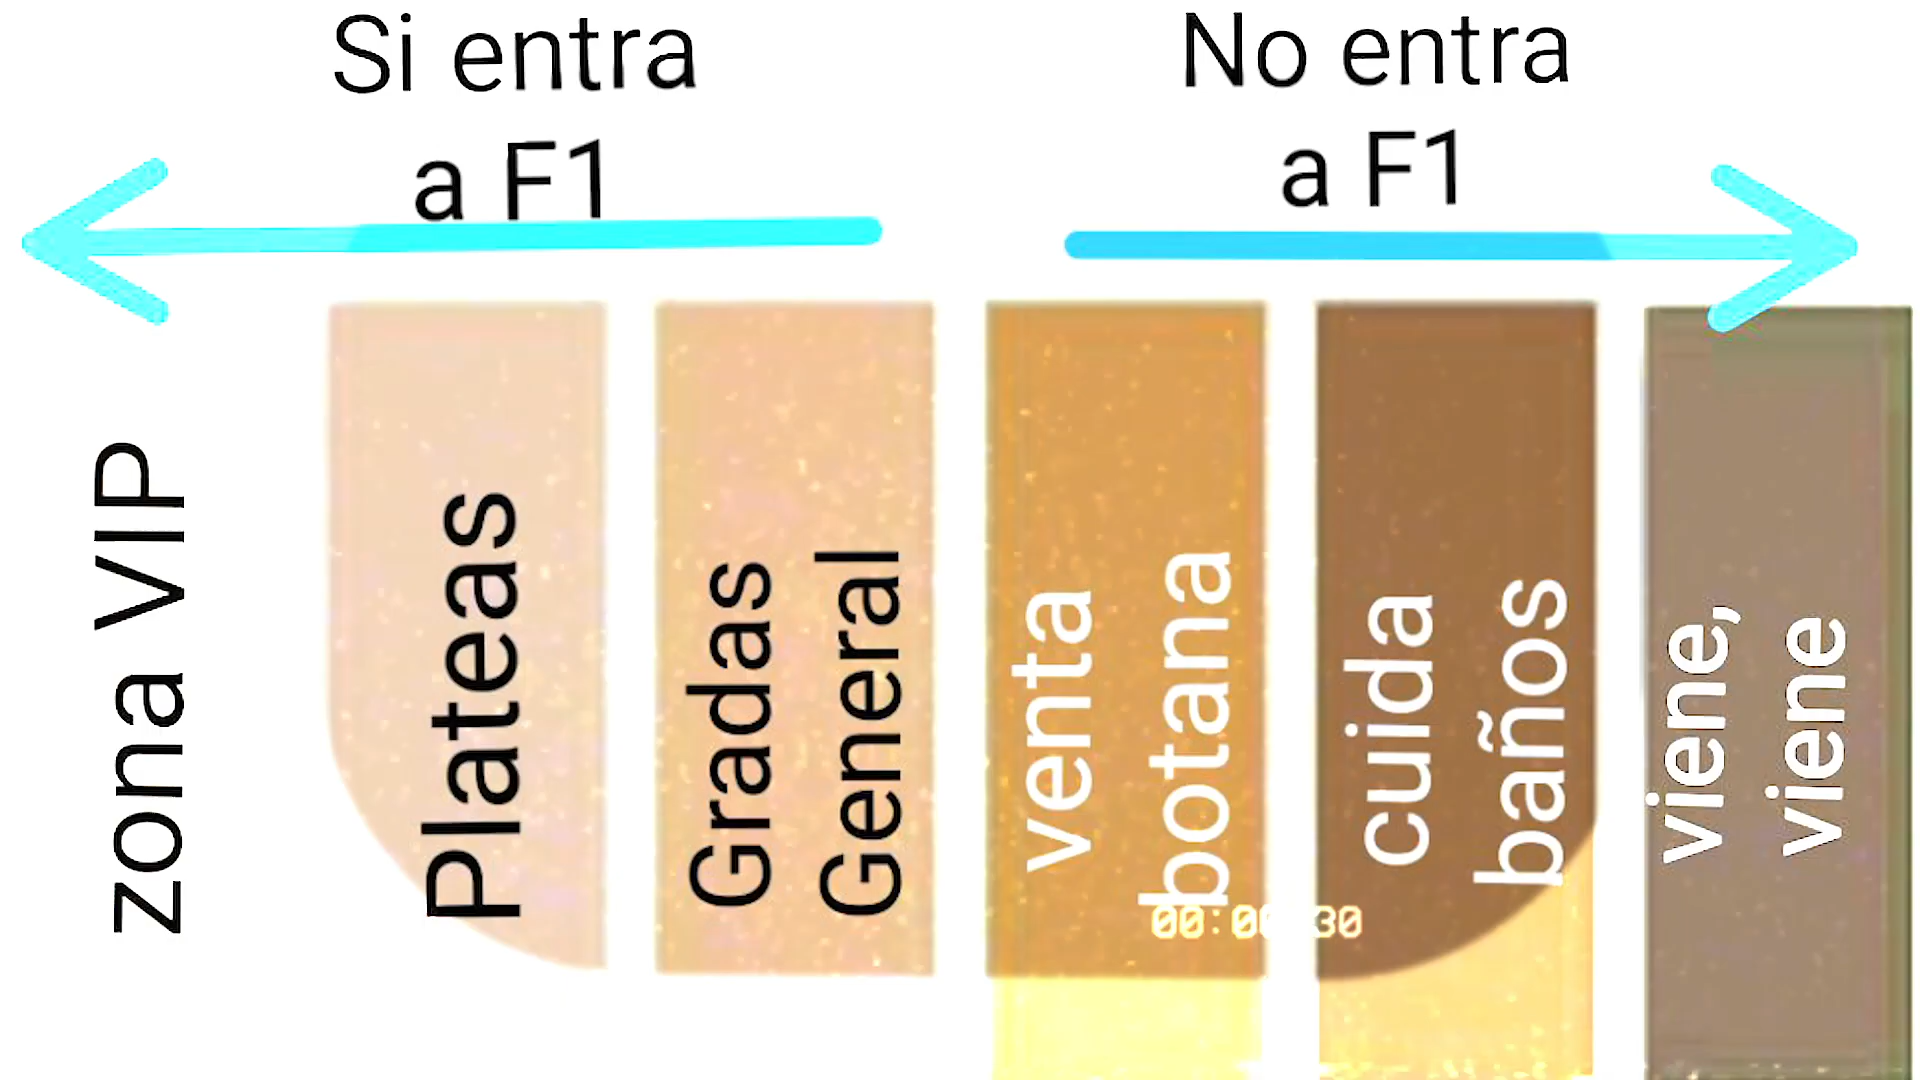 Si entra
a F1
No entra
a F1
zona VIP
Plateas
Gradas
General
venta
botana
cuida
baños
viene,
viene